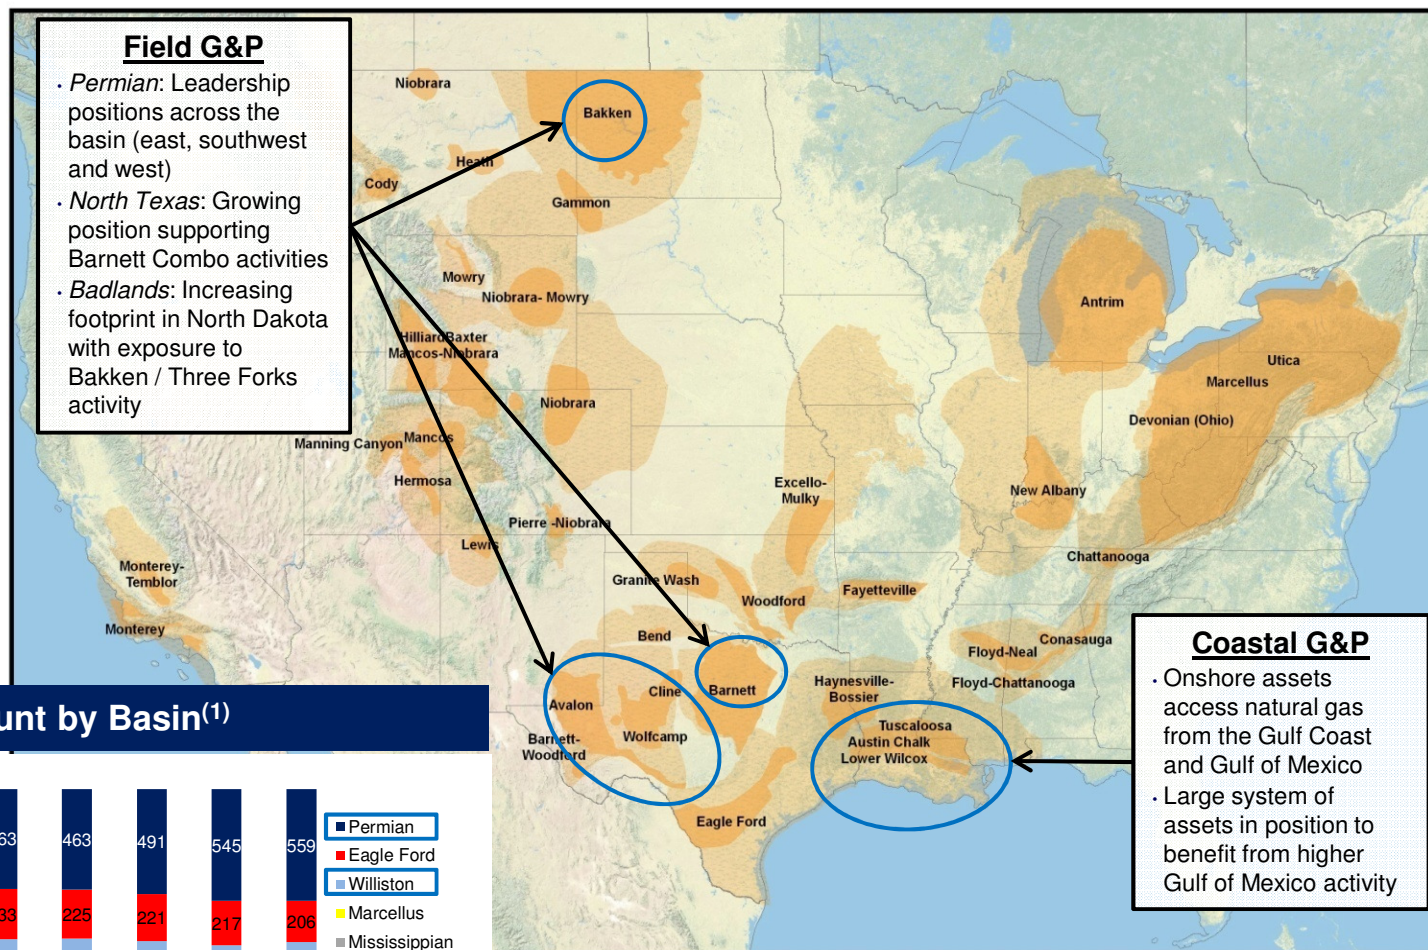 Field G&P
• Permian: Leadership
positions across the
basin (east, southwest
and west)
• North Texas: Growing
position supporting
Barnett Combo activities
• Badlands: Increasing
footprint in North Dakota
with exposure to
Bakken / Three Forks
activity
Niobrara
Bakken
Heath
Cody
Gammon
Mowry
Niobrara- Mowry
Antrim
HilliardBaxter
Mancos-Niobrara
Utica
Marcellus
Niobrara
Devonian (Ohio)
Manning Canyon
Mancos
Hermosa
Excello-
Mulky
New Albany
Pierre -Niobrara
Lewis
Chattanooga
Monterey-
Temblor
Granite Wash
Woodford
Fayetteville
Monterey
Bend
Conasauga
Floyd-Neal
Cline
Barnett
Haynesville-
Bossier
Floyd-Chattanooga
Avalon
Wolfcamp
Barnett-
Woodford
Tuscaloosa
Austin Chalk
Lower Wilcox
Eagle Ford
Coastal G&P
• Onshore assets
access natural gas
from the Gulf Coast
and Gulf of Mexico
• Large system of
assets in position to
benefit from higher
Gulf of Mexico activity
unt by Basin(1)
63 463 491 545 559
33 225 221 217 206
Permian
Eagle Ford
Williston
Marcellus
Mississippian